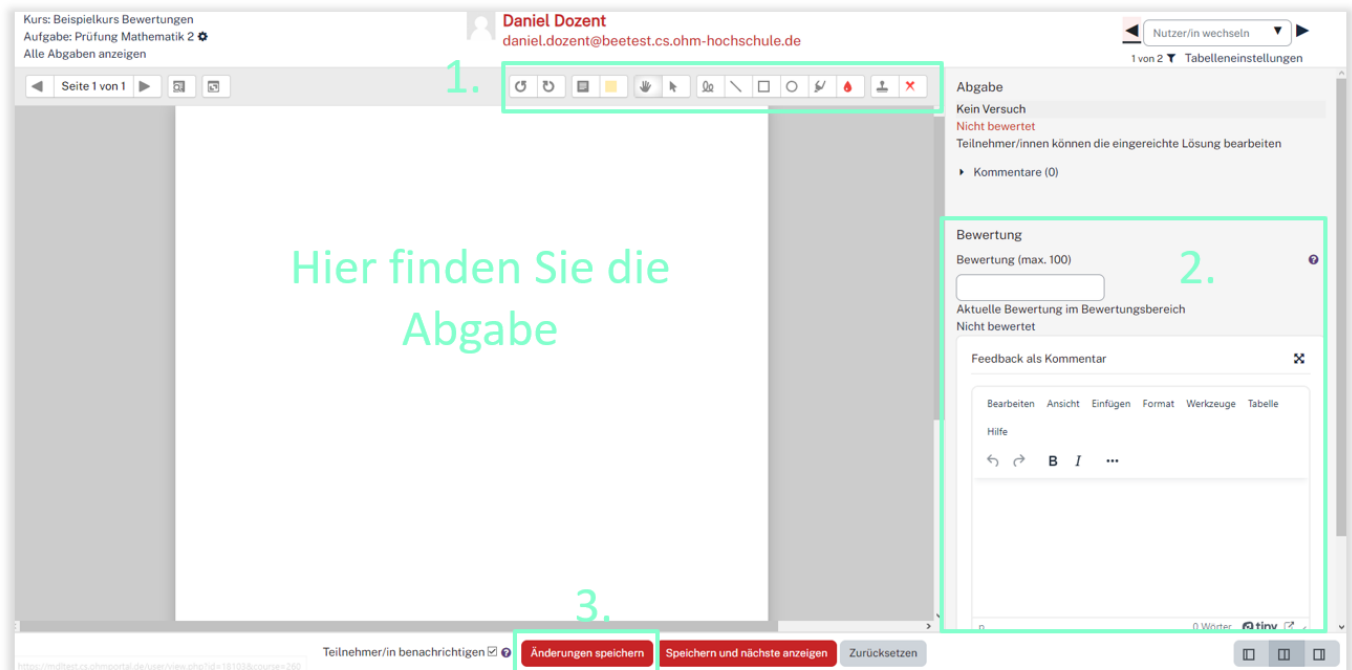 Kurs: Beispielkurs Bewertungen
Aufgabe: Prüfung Mathematik 2
Alle Abgaben anzeigen
Daniel Dozent
daniel.dozent@beetest.cs.ohm-hochschule.de
Nutzer/in wechseln
1 von 2 Tabelleneinstellungen
Seite 1 von 1
1.
Hier finden Sie die
Abgabe
Abgabe
Kein Versuch
Nicht bewertet
Teilnehmer/innen können die eingereichte Lösung bearbeiten
Kommentare (0)
Bewertung
Bewertung (max. 100)
2.
Aktuelle Bewertung im Bewertungsbereich
Nicht bewertet
Feedback als Kommentar
Bearbeiten Ansicht Einfügen Format Werkzeuge Tabelle
Hilfe
B I ...
0 Wörter tiny
3.
Teilnehmer/in benachrichtigen
Änderungen speichern
Speichern und nächste anzeigen
Zurücksetzen